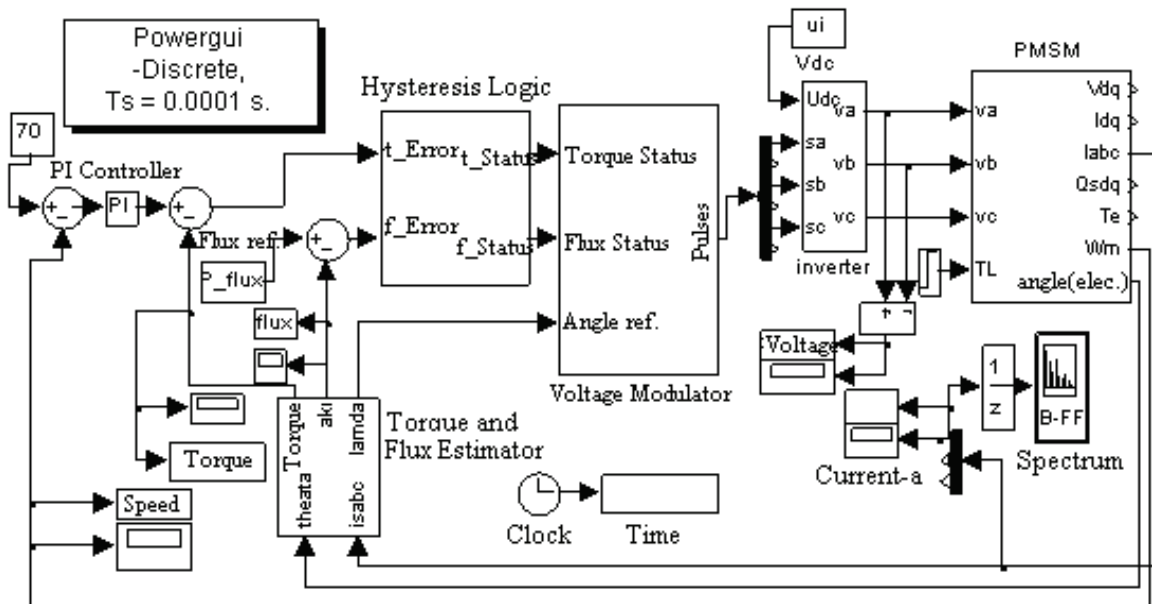 Powergui
-Discrete,
Ts = 0.0001 s.
ui
Vdc
PMSM
Hysteresis Logic
70
PI Controller
PI
+
-
+
-
t_Error
t_Status
f_Error
f_Status
Flux ref.
P_flux
+
-
flux
Torque Status
Flux Status
Angle ref.
Pulses
Voltage Modulator
Udc
sa
sb
sc
va
vb
vc
inverter
va
vb
vc
TL
Vdq
Idq
Iabc
Qsdq
Te
Wm
angle(elec.)
+
-
Voltage
1
z
B-FF
Spectrum
Current-a
Torque
aki
lamda
theata
isabc
Torque and
Flux Estimator
Torque
Speed
Clock
Time